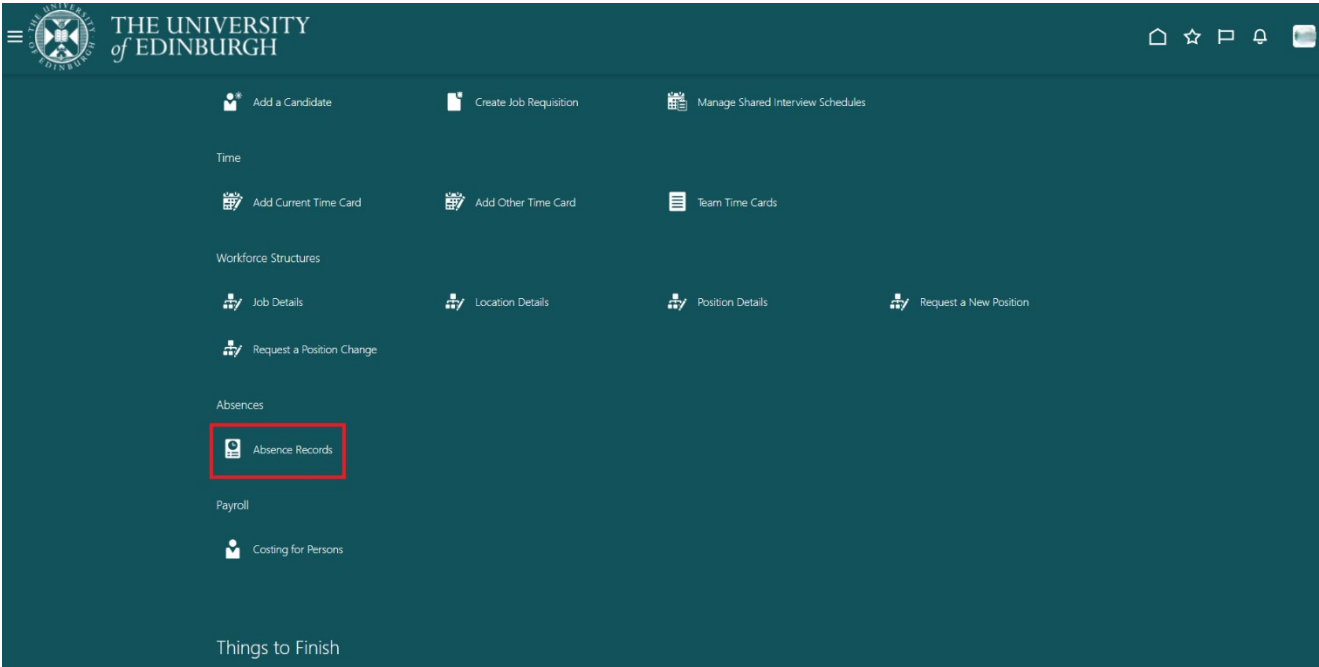 THE UNIVERSITY
of EDINBURGH
Add a Candidate
Create Job Requisition
Manage Shared Interview Schedules
Time
Add Current Time Card
Add Other Time Card
Team Time Cards
Workforce Structures
Job Details
Location Details
Position Details
Request a New Position
Request a Position Change
Absences
Absence Records
Payroll
Costing for Persons
Things to Finish